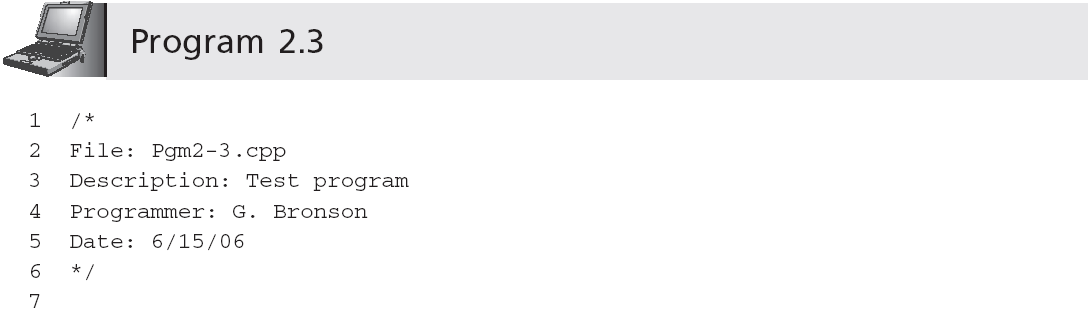 Program 2.3
1 /*
2 File: Pgm2-3.cpp
3 Description: Test program
4 Programmer: G. Bronson
5 Date: 6/15/06
6 */
7